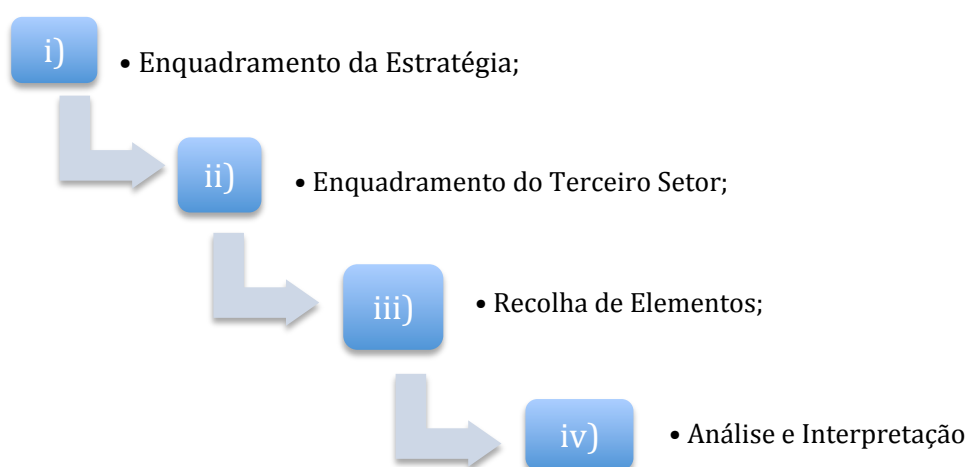 i) • Enquadramento da Estratégia;
ii) • Enquadramento do Terceiro Setor;
iii) • Recolha de Elementos;
iv) • Análise e Interpretação